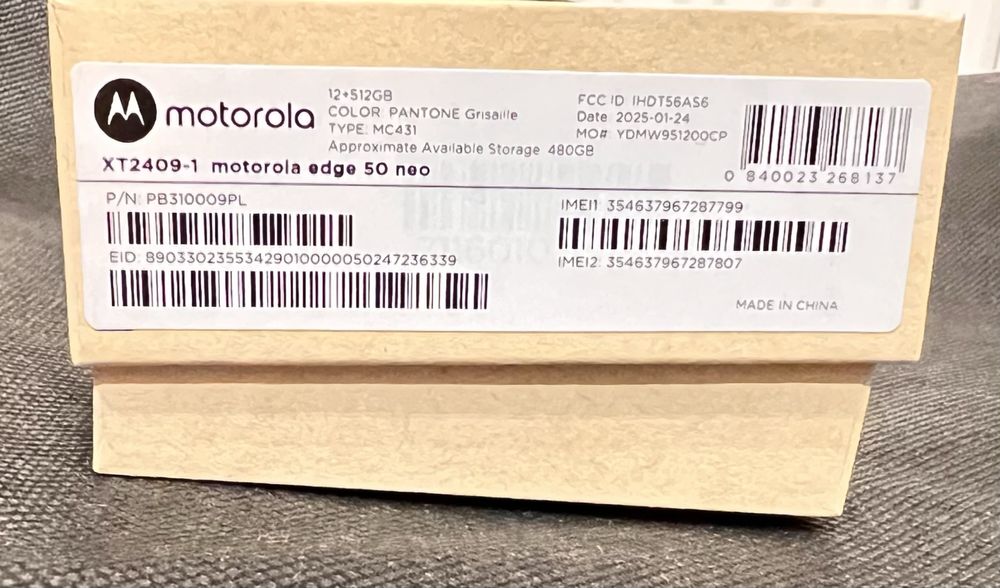 motorola
12+512GB
COLOR: PANTONE Grisaille
TYPE: MC431
Approximate Available Storage 480GB
FCC ID IHDT56AS6
Date 2025-01-24
MO# YDMW951200CP
0 840023 268137
XT2409-1 motorola edge 50 neo
P/N: PB310009PL
EID: 89033023553429010000050247236339
IMEI1: 354637967287799
IMEI2: 354637967287807
MADE IN CHINA